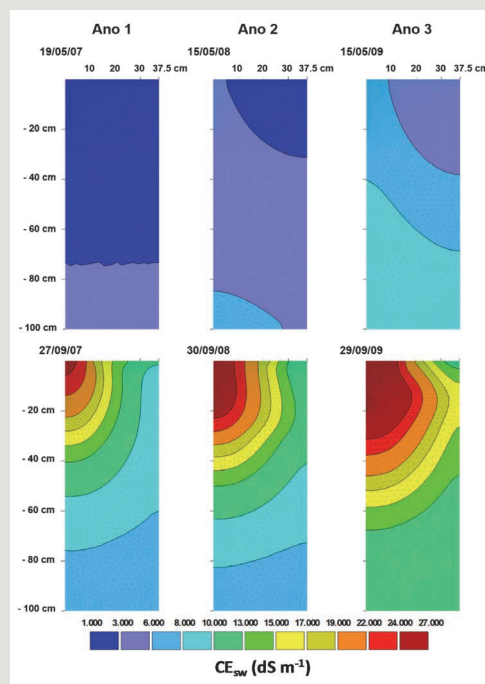 Ano 1 Ano 2 Ano 3
19/05/07 15/05/08 15/05/09
10 20 30 37.5 cm 10 20 30 37.5 cm 10 20 30 37.5 cm
- 20 cm
- 40 cm
- 60 cm
- 80 cm
- 100 cm
27/09/07 30/09/08 29/09/09
- 20 cm
- 40 cm
- 60 cm
- 80 cm
- 100 cm
1.000 3.000 6.000 8.000 10.000 13.000 15.000 17.000 19.000 22.000 24.000 27.000
CEsw (dS m-1)